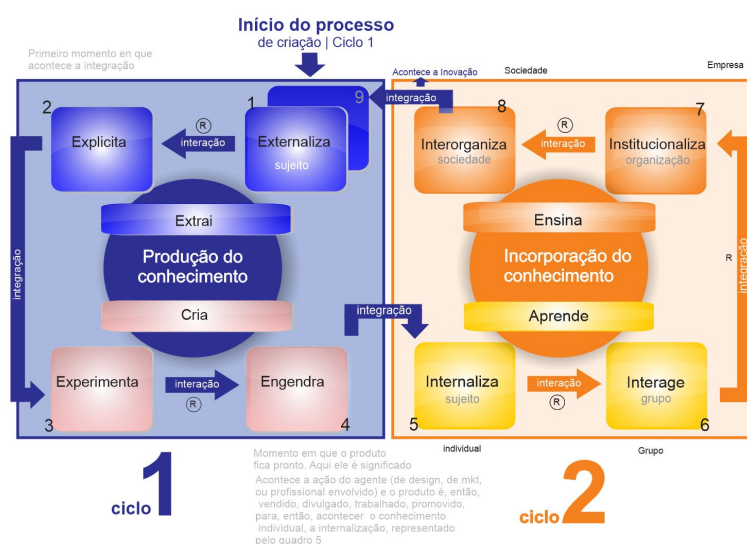 Início do processo
de criação | Ciclo 1
Primeiro momento en que
acontece a integração
Acontece a Inovação
Sociedade
Empresa
2
Explicita
R
interação
1
Externaliza
sujeito
9
integração
8
Interorganiza
sociedade
R
interação
7
Institucionaliza
organização
Extrai
Produção do
conhecimento
Cria
integração
integração
Ensina
Incorporação do
conhecimento
Aprende
R
integração
Experimenta
3
interação
R
Engendra
4
Internaliza
sujeito
5
interação
R
Interage
grupo
6
individual
Grupo
ciclo 1
Momento em que o produto
fica pronto. Aqui ele é significado
Acontece a ação do agente (de design, de mkt,
ou profissional envolvido) e o produto é, então,
vendido, divulgado, trabalhado, promovido,
para, então, acontecer o conhecimento
individual, a internalização, representado
pelo quadro 5
ciclo 2